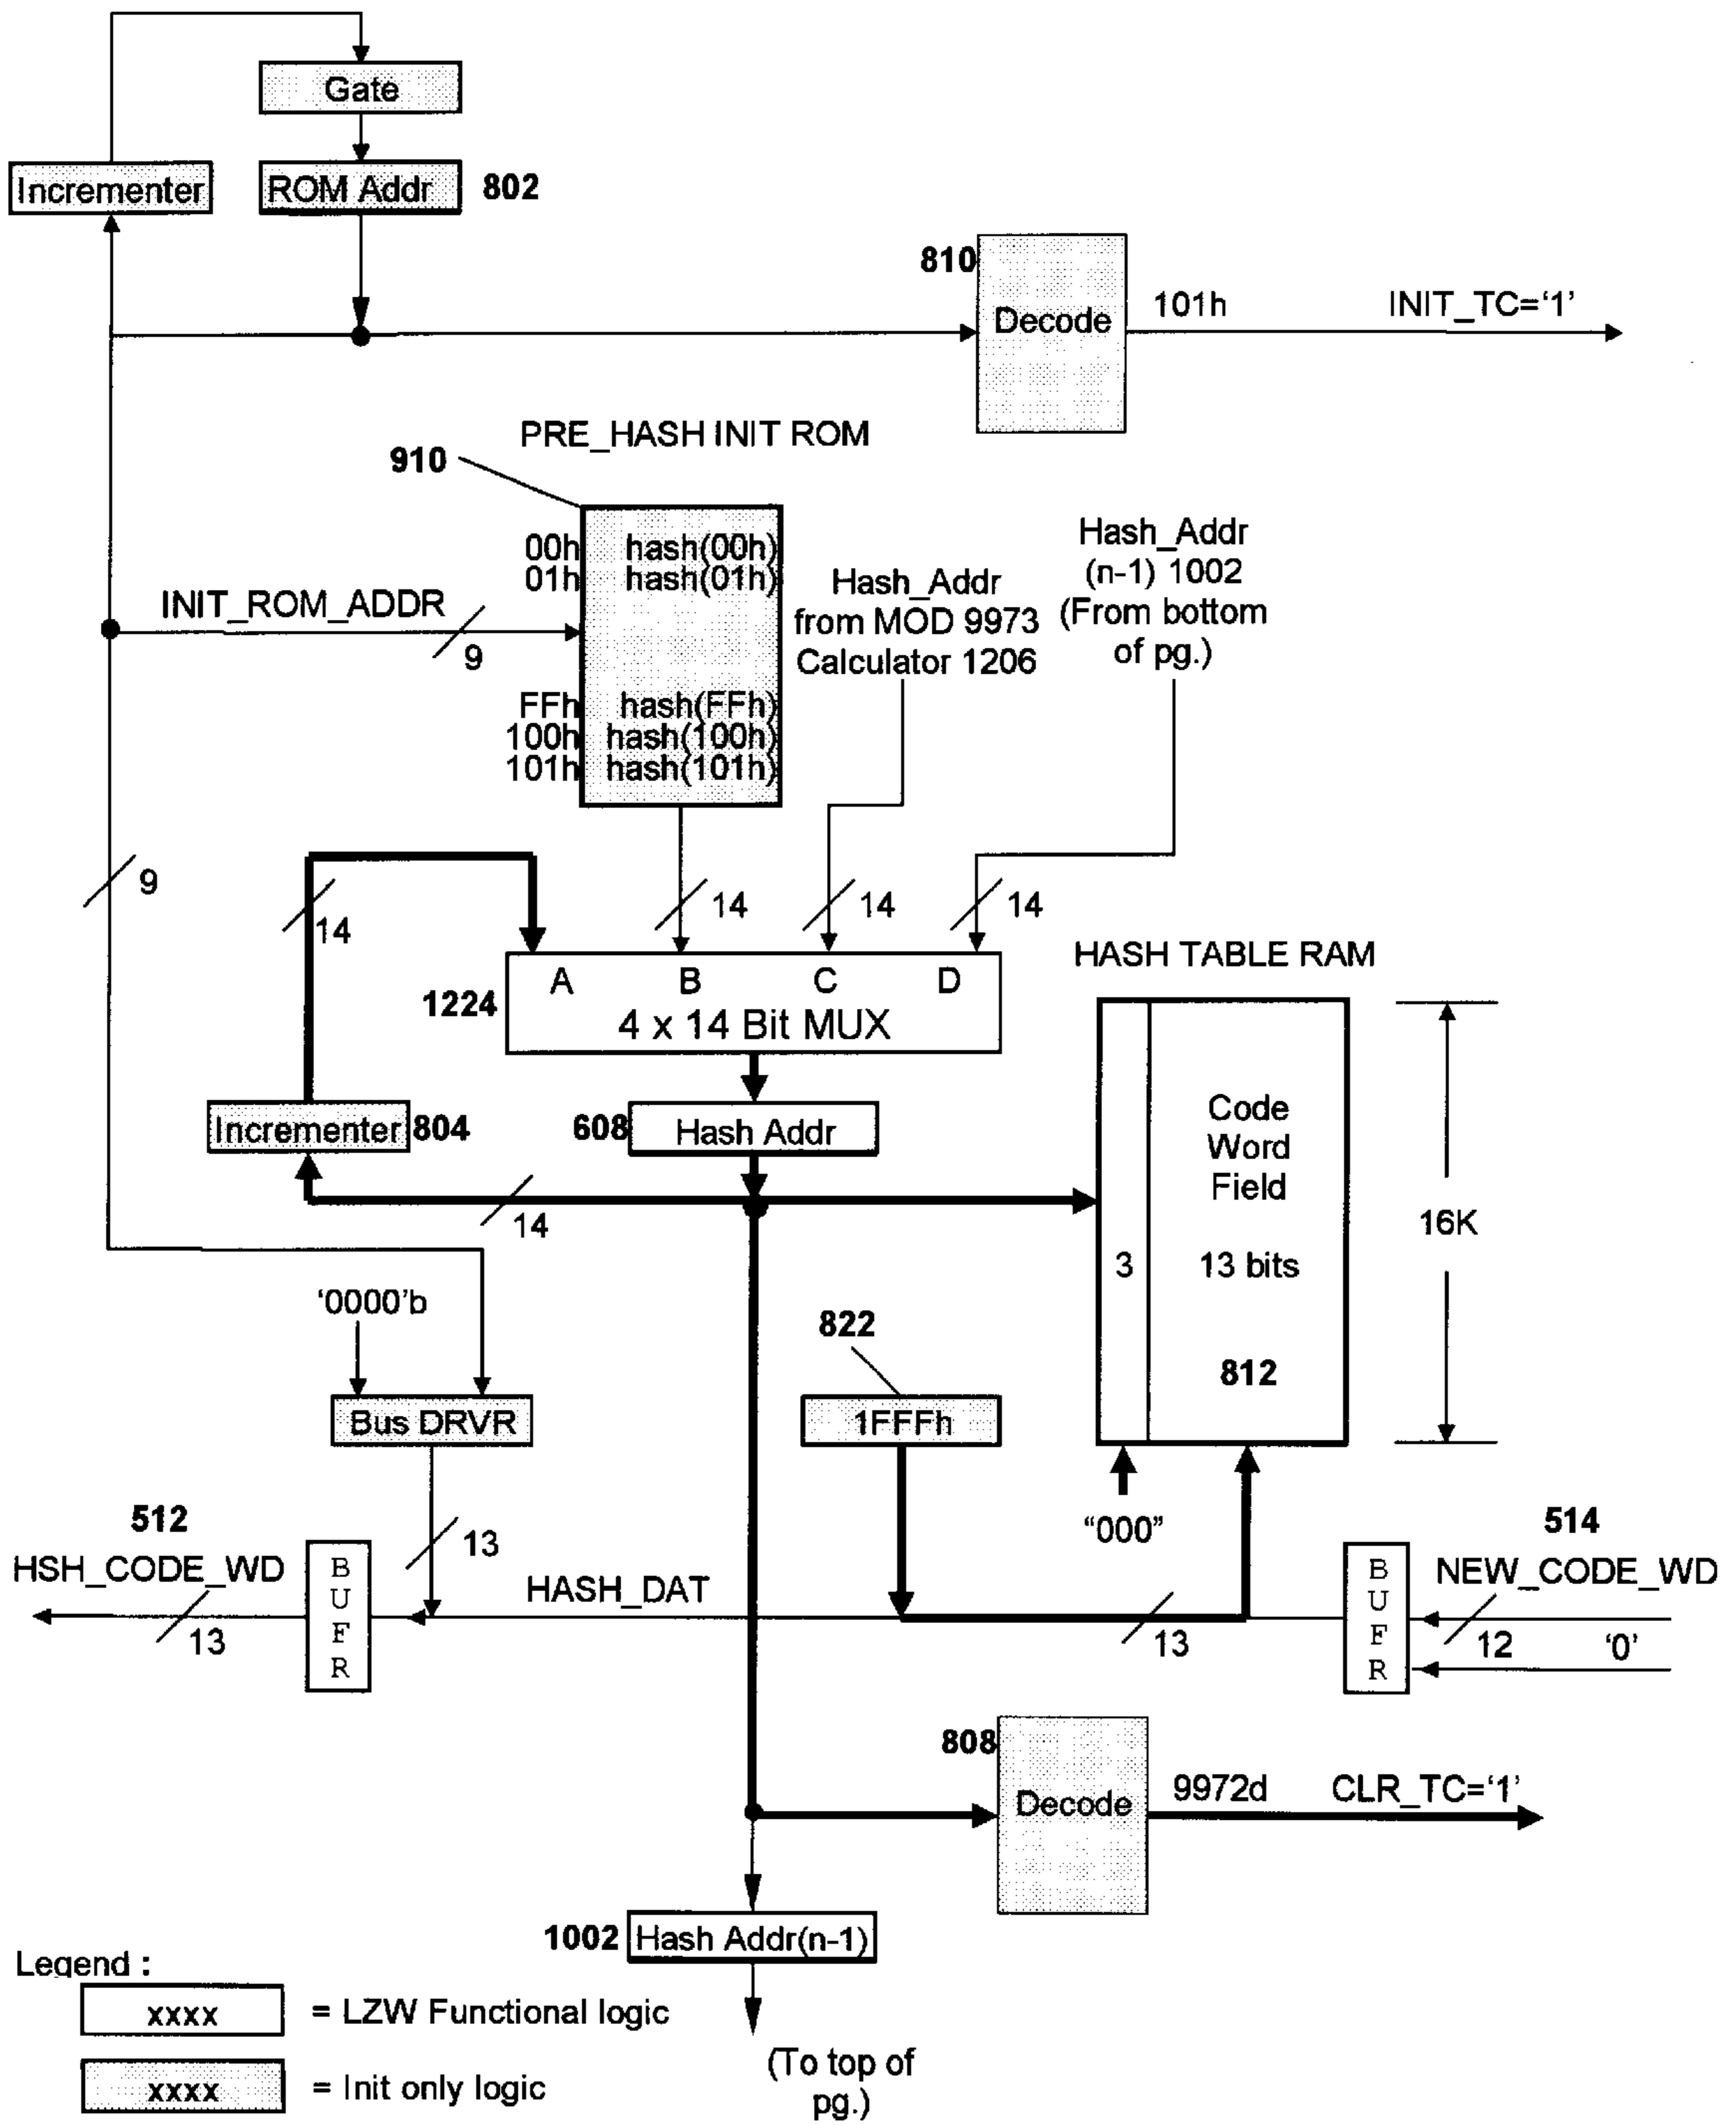 Gate
Incrementer
ROM Addr
802
810
Decode
101h
INIT_TC=‘1’
PRE_HASH INIT ROM
910
00h hash(00h)
01h hash(01h)
FFh hash(FFh)
100h hash(100h)
101h hash(101h)
INIT_ROM_ADDR
9
Hash_Addr
from MOD 9973
Calculator 1206
Hash_Addr
(n-1) 1002
(From bottom
of pg.)
9
14
14
14
14
A B C D
1224
4 x 14 Bit MUX
HASH TABLE RAM
Incrementer
804
608
Hash Addr
14
Code
Word
Field
3
13 bits
812
16K
‘0000’b
Bus DRVR
822
1FFFh
“000”
512
HSH_CODE_WD
13
BUFR
13
HASH_DAT
13
BUFR
514
NEW_CODE_WD
12
‘0’
808
Decode
9972d
CLR_TC=‘1’
1002
Hash Addr(n-1)
(To top of
pg.)
Legend :
xxxx = LZW Functional logic
xxxx = Init only logic